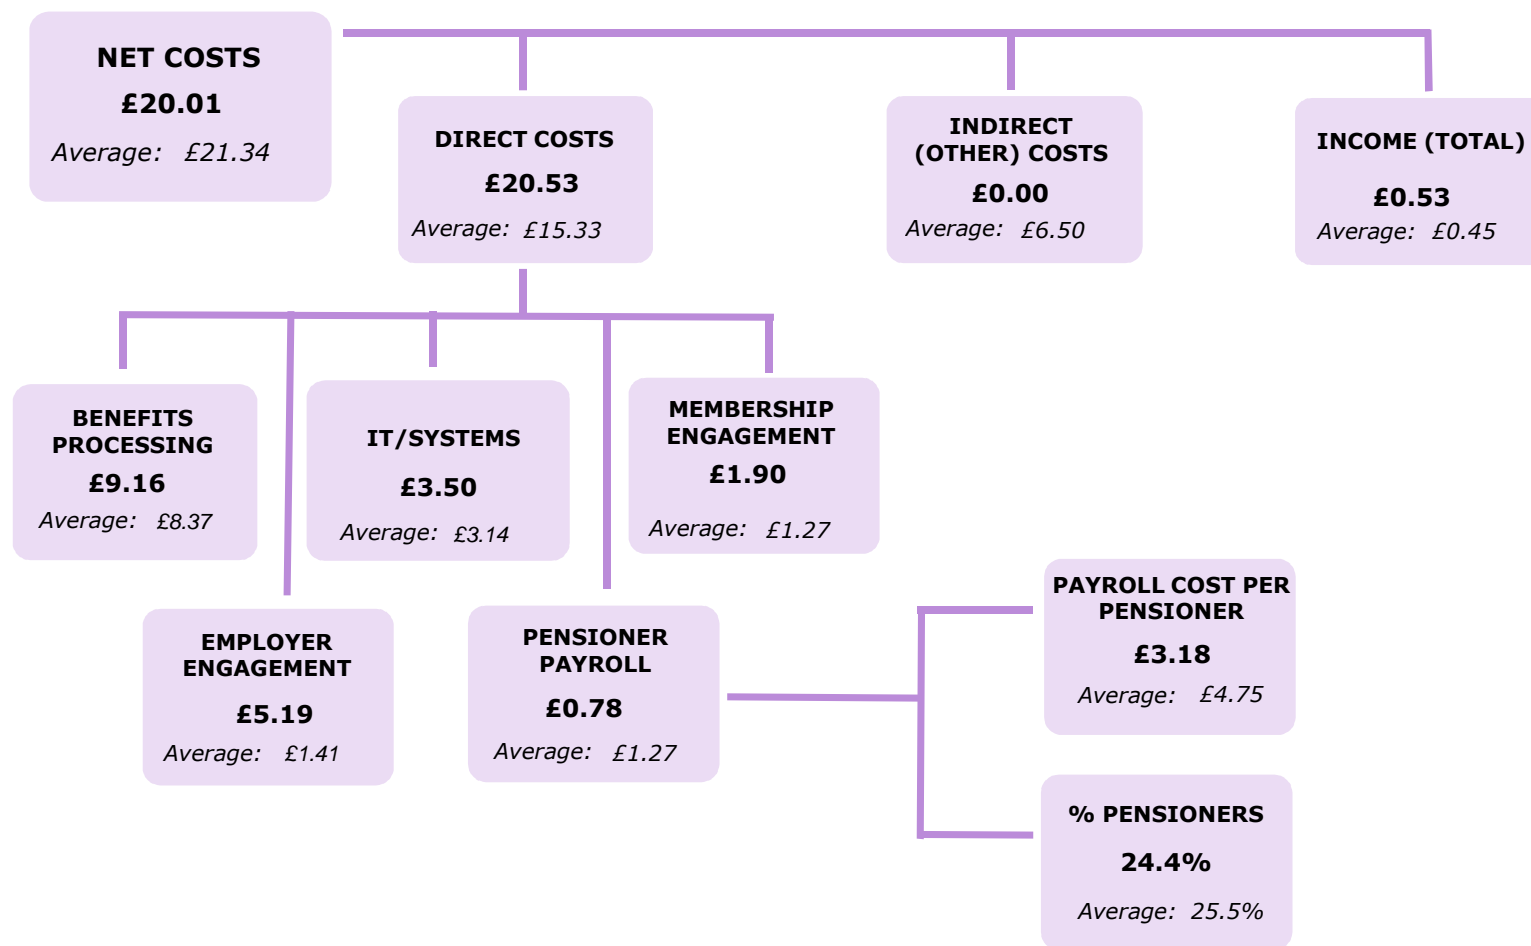 NET COSTS
£20.01
Average: £21.34
DIRECT COSTS
£20.53
Average: £15.33
INDIRECT
(OTHER) COSTS
£0.00
Average: £6.50
INCOME (TOTAL)
£0.53
Average: £0.45
BENEFITS
PROCESSING
£9.16
Average: £8.37
IT/SYSTEMS
£3.50
Average: £3.14
MEMBERSHIP
ENGAGEMENT
£1.90
Average: £1.27
EMPLOYER
ENGAGEMENT
£5.19
Average: £1.41
PENSIONER
PAYROLL
£0.78
Average: £1.27
PAYROLL COST PER
PENSIONER
£3.18
Average: £4.75
% PENSIONERS
24.4%
Average: 25.5%